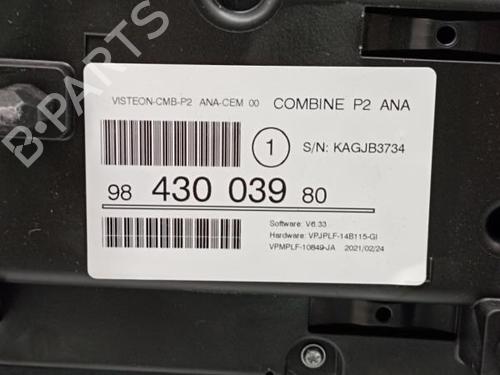 B-PARTS
VISTEON-CMB-P2 ANA-CEM 00 COMBINE P2 ANA
1 S/N: KAGJB3734
98 430 039 80
Software: V6.33
Hardware: VPJPLF-14B115-GI
VPMPLF-10849-JA 2021/02/24